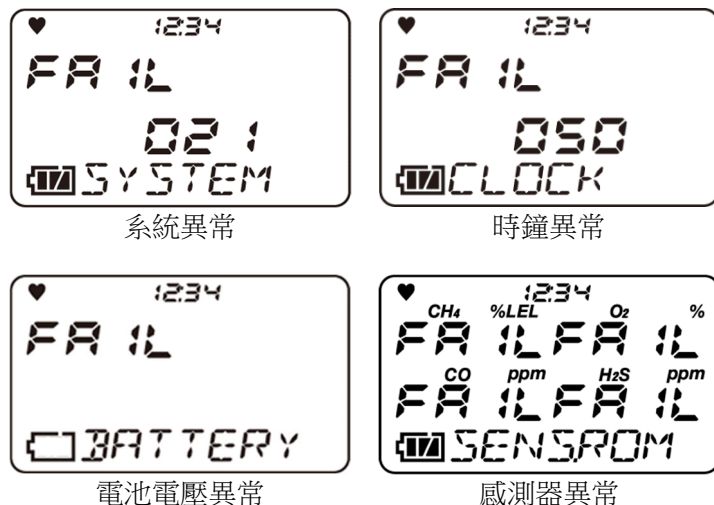 12:34
FAIL
021
SYSTEM
系統異常
12:34
FAIL
050
CLOCK
時鐘異常
12:34
FAIL
BATTERY
電池電壓異常
12:34
CH₄ %LEL O₂ %
FAIL FAIL
CO ppm H₂S ppm
FAIL FAIL
SENS.ROM
感測器異常